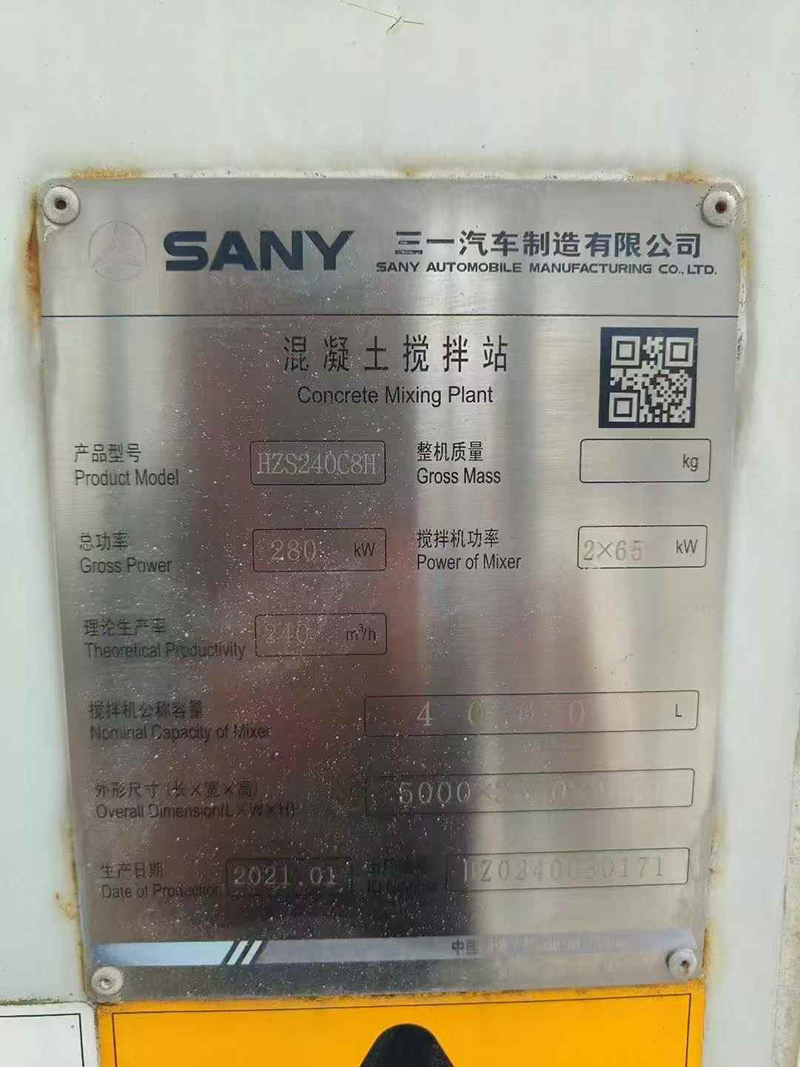 SANY 三一汽车制造有限公司
SANY AUTOMOBILE MANUFACTURING CO., LTD.
混凝土搅拌站
Concrete Mixing Plant
产品型号 HZS240C8H 整机质量 kg
Product Model Gross Mass
总功率 280 kW 搅拌机功率 2×65 kW
Gross Power Power of Mixer
理论生产率 240 m³/h
Theoretical Productivity
搅拌机公称容量 4000 L
Nominal Capacity of Mixer
外形尺寸(长×宽×高) 5000×
Overall Dimension(L×W×H)
生产日期 2021.01
Date of Production ID Number
中国